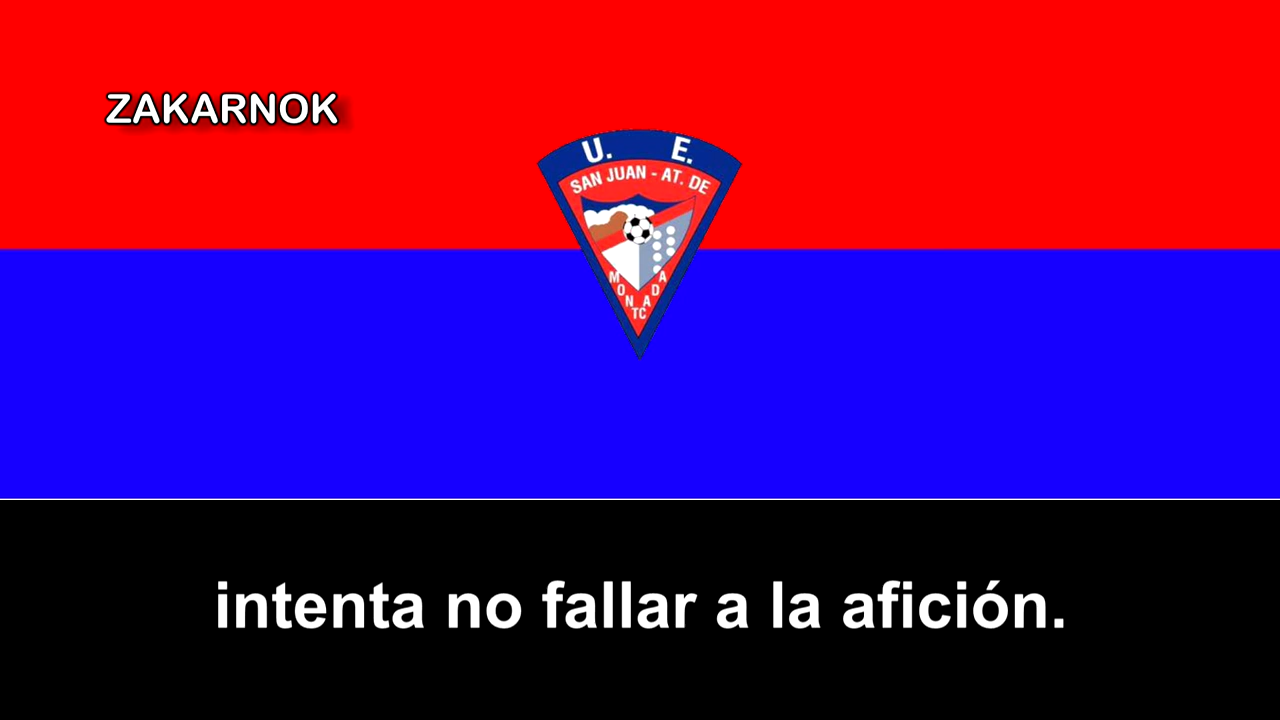 ZAKARNOK
U. E.
SAN JUAN - AT. DE
MONTCADA
intenta no fallar a la afición.